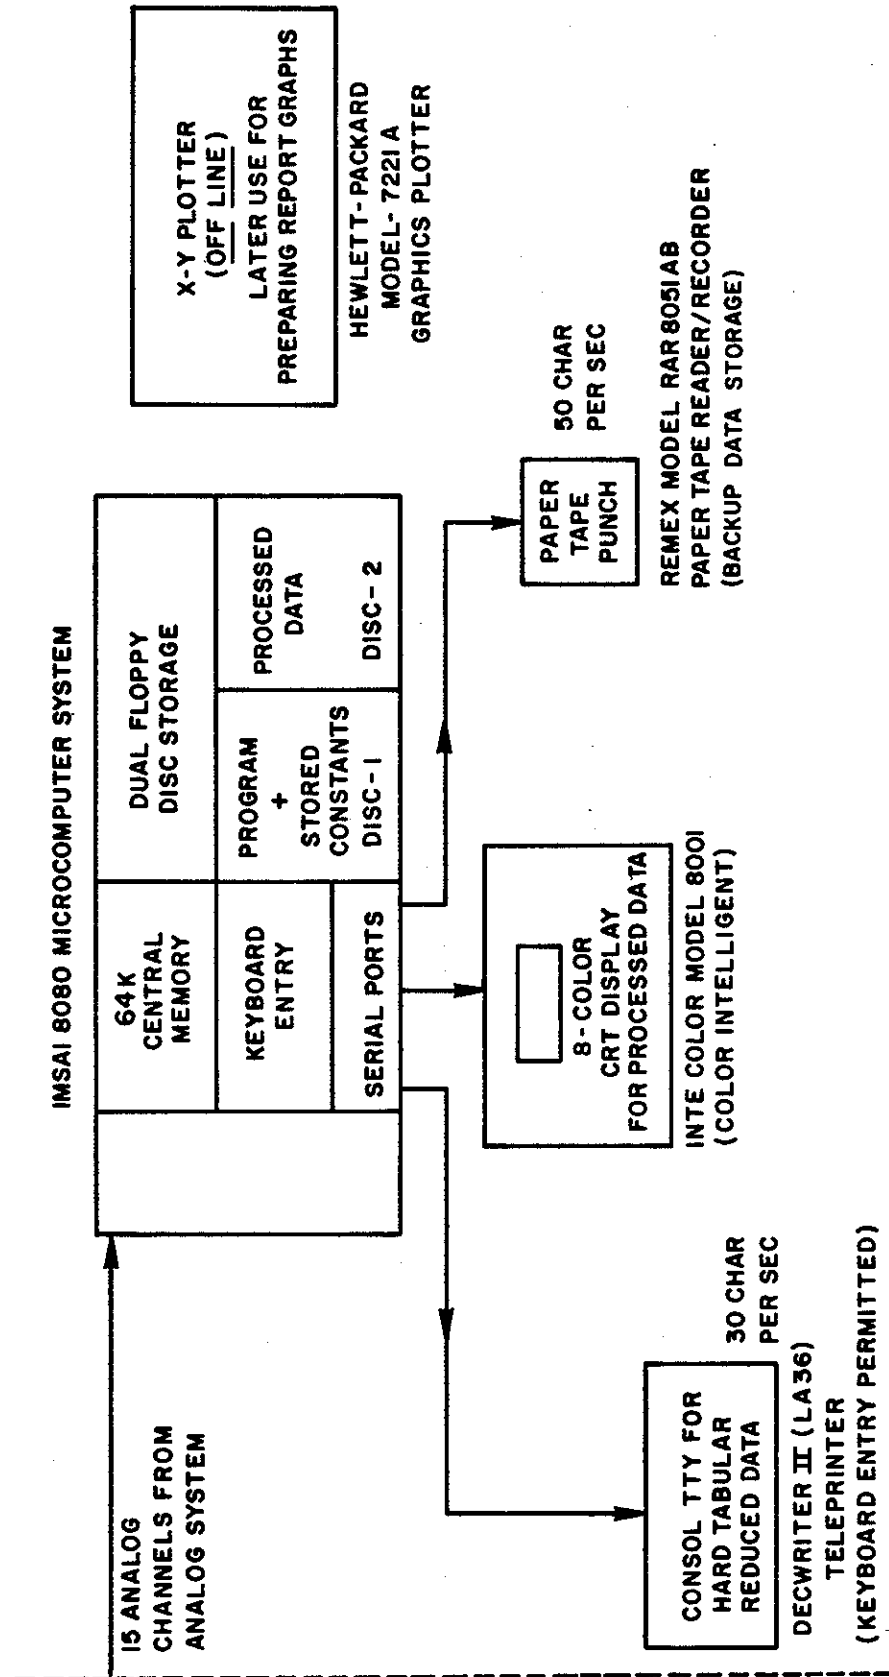 15 ANALOG
CHANNELS FROM
ANALOG SYSTEM
IMSAI 8080 MICROCOMPUTER SYSTEM
64K
CENTRAL
MEMORY
DUAL FLOPPY
DISC STORAGE
KEYBOARD
ENTRY
PROGRAM
+
STORED
CONSTANTS
DISC-1
PROCESSED
DATA
DISC-2
SERIAL PORTS
X-Y PLOTTER
(OFF LINE)
LATER USE FOR
PREPARING REPORT GRAPHS
HEWLETT-PACKARD
MODEL-7221A
GRAPHICS PLOTTER
CONSOL TTY FOR
HARD TABULAR
REDUCED DATA
30 CHAR
PER SEC
DECWRITER II (LA36)
TELEPRINTER
(KEYBOARD ENTRY PERMITTED)
8-COLOR
CRT DISPLAY
FOR PROCESSED DATA
INTE COLOR MODEL 8001
(COLOR INTELLIGENT)
PAPER
TAPE
PUNCH
50 CHAR
PER SEC
REMEX MODEL RAR 8051AB
PAPER TAPE READER/RECORDER
(BACKUP DATA STORAGE)